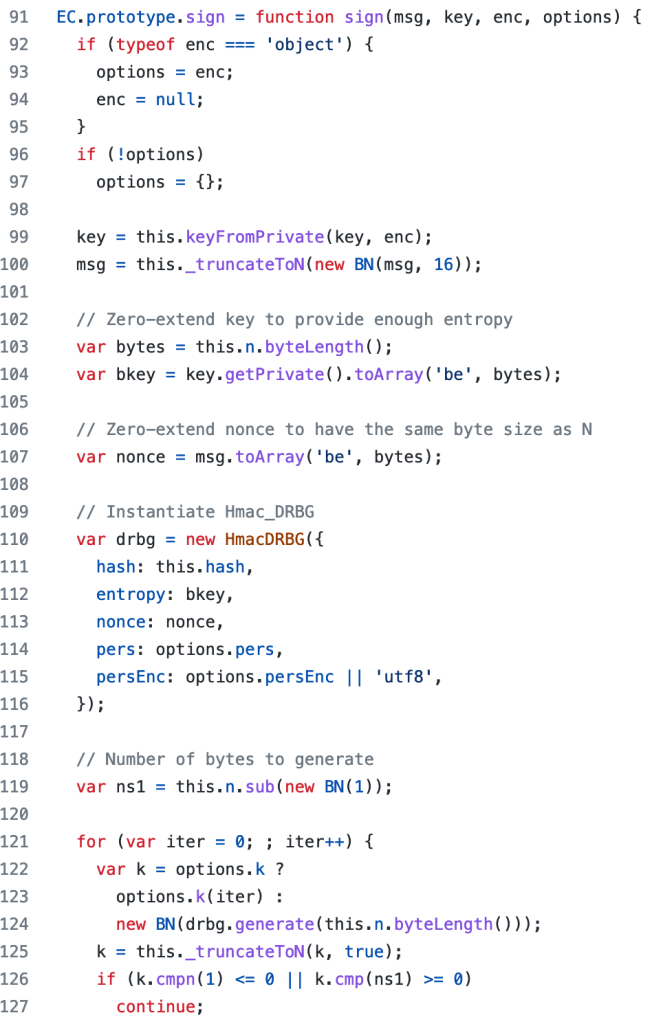 91 EC.prototype.sign = function sign(msg, key, enc, options) {
92 if (typeof enc === 'object') {
93 options = enc;
94 enc = null;
95 }
96 if (!options)
97 options = {};
98
99 key = this.keyFromPrivate(key, enc);
100 msg = this._truncateToN(new BN(msg, 16));
101
102 // Zero-extend key to provide enough entropy
103 var bytes = this.n.byteLength();
104 var bkey = key.getPrivate().toArray('be', bytes);
105
106 // Zero-extend nonce to have the same byte size as N
107 var nonce = msg.toArray('be', bytes);
108
109 // Instantiate Hmac_DRBG
110 var drbg = new HmacDRBG({
111 hash: this.hash,
112 entropy: bkey,
113 nonce: nonce,
114 pers: options.pers,
115 persEnc: options.persEnc || 'utf8',
116 });
117
118 // Number of bytes to generate
119 var ns1 = this.n.sub(new BN(1));
120
121 for (var iter = 0; ; iter++) {
122 var k = options.k ?
123 options.k(iter) :
124 new BN(drbg.generate(this.n.byteLength()));
125 k = this._truncateToN(k, true);
126 if (k.cmpn(1) <= 0 || k.cmp(ns1) >= 0)
127 continue;